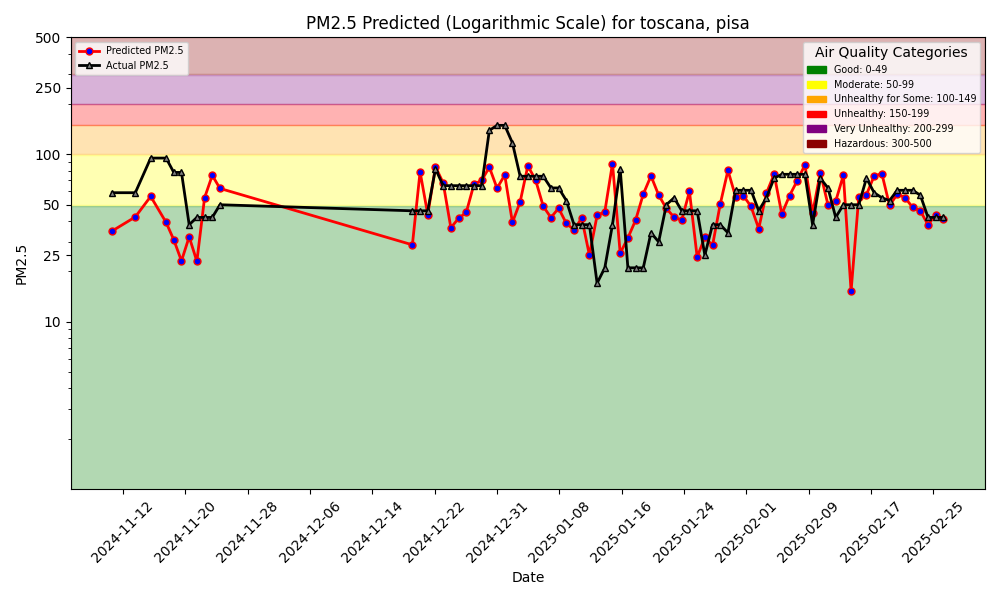 PM2.5 Predicted (Logarithmic Scale) for toscana, pisa
Predicted PM2.5
Actual PM2.5
Air Quality Categories
Good: 0-49
Moderate: 50-99
Unhealthy for Some: 100-149
Unhealthy: 150-199
Very Unhealthy: 200-299
Hazardous: 300-500
PM2.5
500
250
100
50
25
10
2024-11-12
2024-11-20
2024-11-28
2024-12-06
2024-12-14
2024-12-22
2024-12-31
2025-01-08
2025-01-16
2025-01-24
2025-02-01
2025-02-09
2025-02-17
2025-02-25
Date